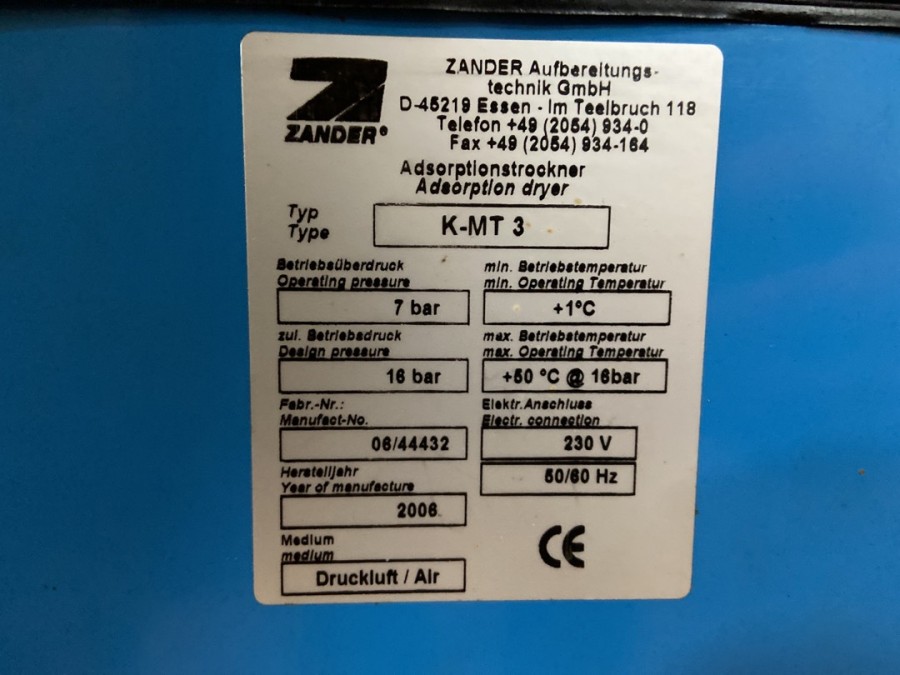 ZANDER®
ZANDER Aufbereitungs-
technik GmbH
D-45219 Essen - Im Teelbruch 118
Telefon +49 (2054) 934-0
Fax +49 (2054) 934-164
Adsorptionstrockner
Adsorption dryer
Typ
Type
K-MT 3
Betriebsüberdruck
Operating pressure
7 bar
min. Betriebstemperatur
min. Operating Temperatur
+1°C
zul. Betriebsdruck
Design pressure
16 bar
max. Betriebstemperatur
max. Operating Temperatur
+50 °C @ 16bar
Fabr.-Nr.:
Manufact-No.
06/44432
Elektr.Anschluss
Electr. connection
230 V
50/60 Hz
Herstelljahr
Year of manufacture
2006
Medium
medium
Druckluft / Air
CE